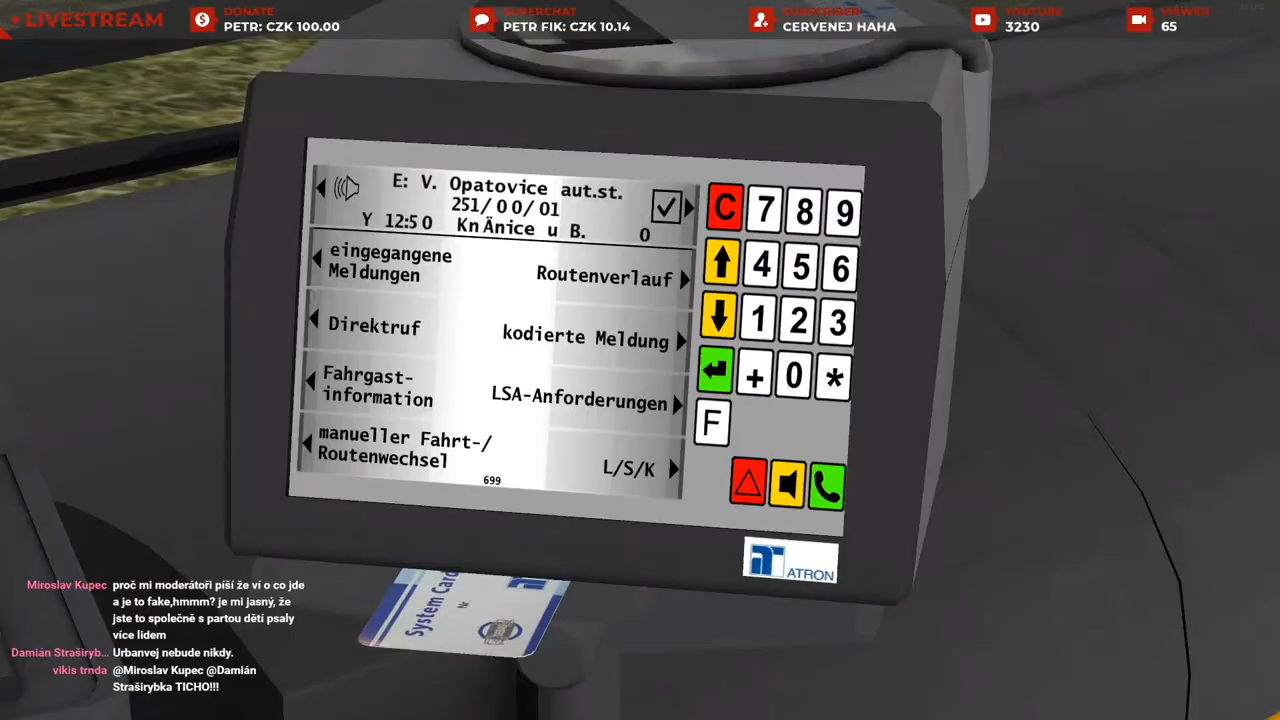 LIVESTREAM
DONATE
PETR: CZK 100.00
SUPERCHAT
PETR FIK: CZK 10.14
SUBSCRIBER
CERVENEJ HAHA
YOUTUBE
3230
VIEWER
65
E: V. Opatovice aut.st.
251/00/01
Y 12:50 KnÄnice u B. 0
eingegangene
Meldungen
Routenverlauf
Direktruf
kodierte Meldung
Fahrgast-
information
LSA-Anforderungen
manueller Fahrt-/
Routenwechsel
L/S/K
699
C 7 8 9
4 5 6
1 2 3
+ 0 *
F
ATRON
System Card
Nr.
Miroslav Kupec proč mi moderátoři píší že ví o co jde
a je to fake,hmmm? je mi jasný, že
jste to společně s partou dětí psaly
více lidem
Damián Straširyb... Urbanvej nebude nikdy.
vikis trnda @Miroslav Kupec @Damián
Straširybka TICHO!!!